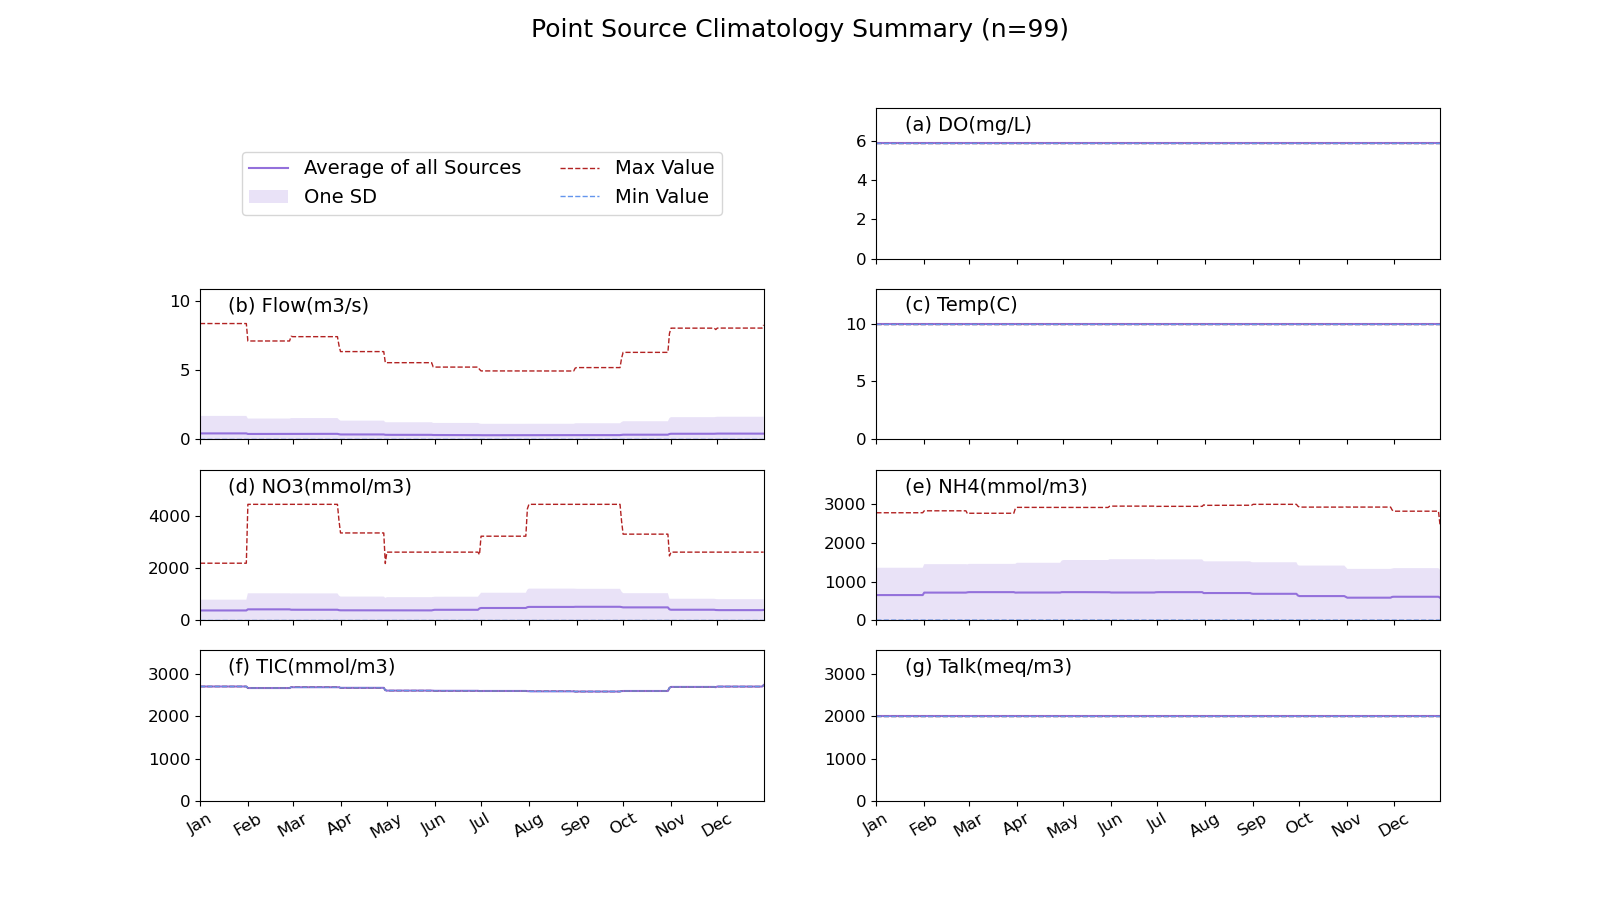 Point Source Climatology Summary (n=99)
Average of all Sources
One SD
Max Value
Min Value
(a) DO(mg/L)
6
4
2
0
(b) Flow(m3/s)
10
5
0
(c) Temp(C)
10
5
0
(d) NO3(mmol/m3)
4000
2000
0
(e) NH4(mmol/m3)
3000
2000
1000
0
(f) TIC(mmol/m3)
3000
2000
1000
0
Jan Feb Mar Apr May Jun Jul Aug Sep Oct Nov Dec
(g) Talk(meq/m3)
3000
2000
1000
0
Jan Feb Mar Apr May Jun Jul Aug Sep Oct Nov Dec